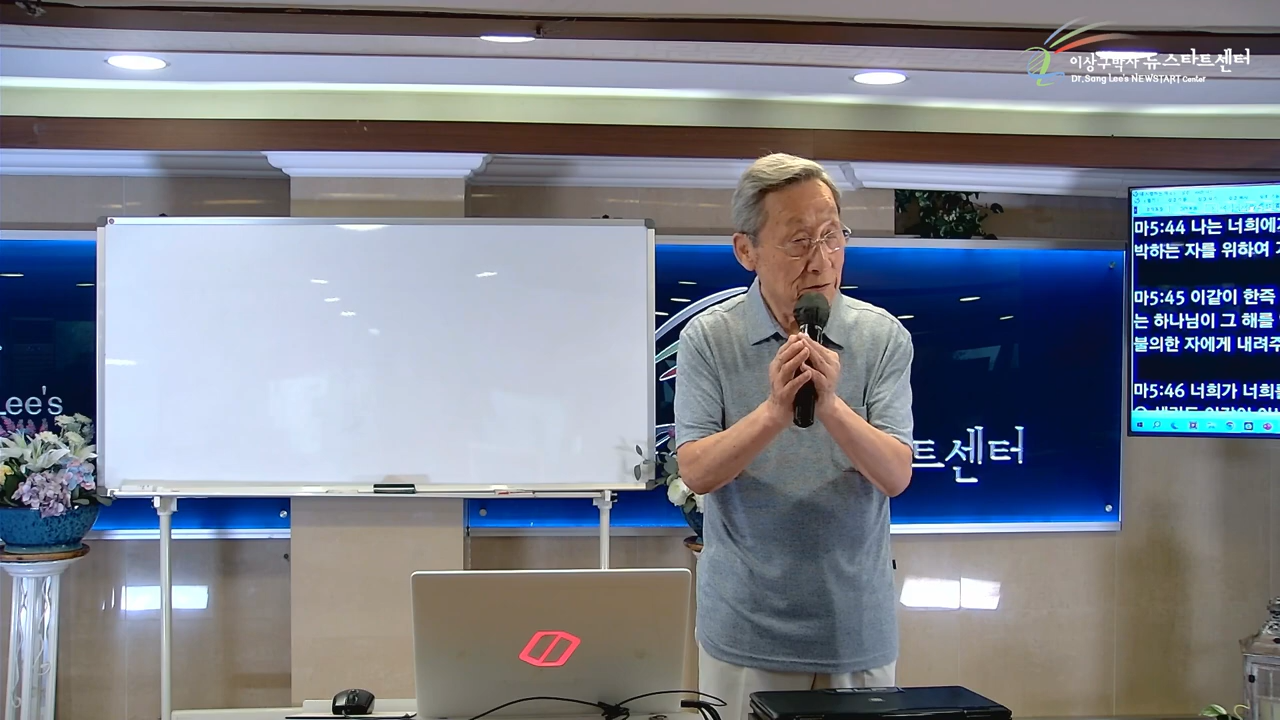 이상구박사 뉴스타트센터
Dr. Sang Lee's NEWSTART Center
마5:44 나는 너희에
박하는 자를 위하여
마5:45 이같이 한즉
는 하나님이 그 해를
불의한 자에게 내려주
마5:46 너희가 너희를
Lee's
트센터